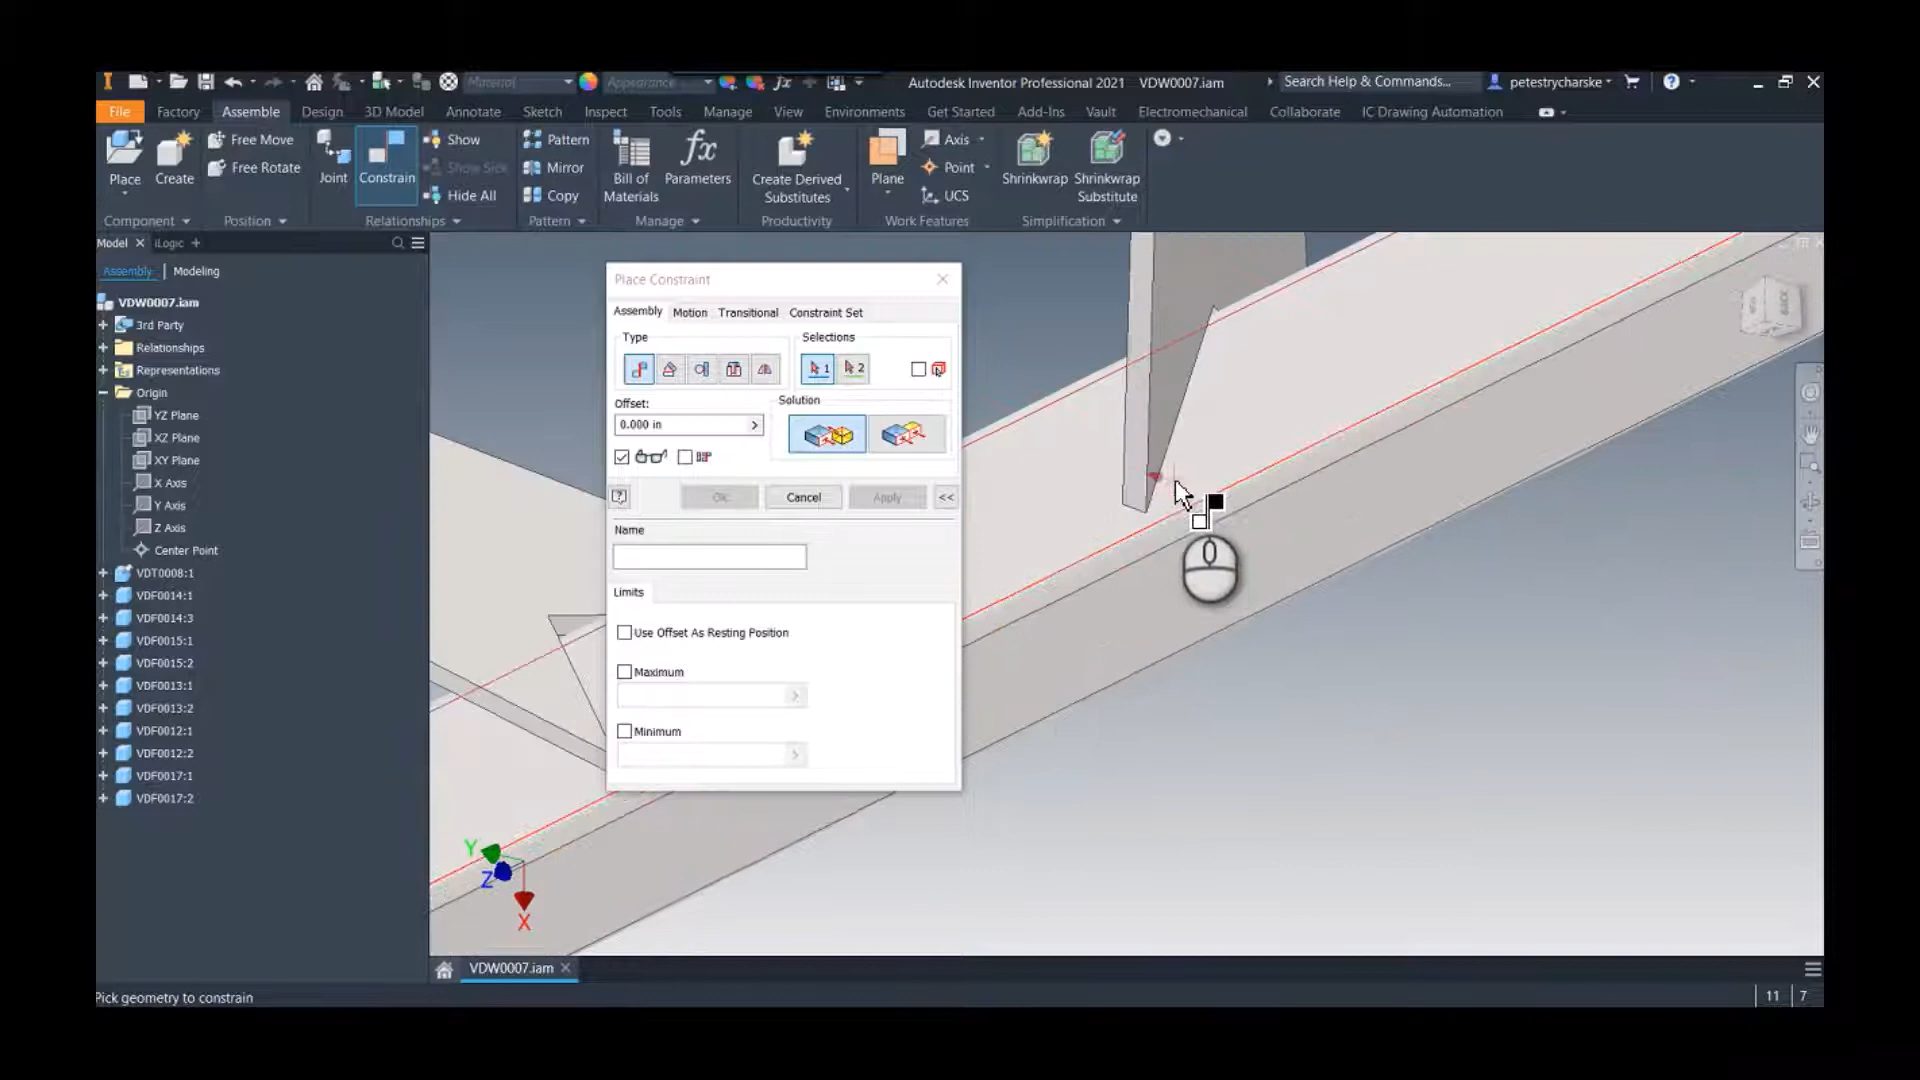 Material
Appearance
Autodesk Inventor Professional 2021 VDW0007.iam
Search Help & Commands...
petestrycharske
File Factory Assemble Design 3D Model Annotate Sketch Inspect Tools Manage View Environments Get Started Add-Ins Vault Electromechanical Collaborate IC Drawing Automation
Free Move
Show
Pattern
Axis
Free Rotate
Mirror
Point
Place
Create
Joint
Constrain
Hide All
Copy
Bill of
Materials
fx
Parameters
Create Derived
Substitutes
Plane
UCS
Shrinkwrap
Shrinkwrap
Substitute
Component
Position
Relationships
Pattern
Manage
Productivity
Work Features
Simplification
Model
iLogic
Assembly | Modeling
VDW0007.iam
3rd Party
Relationships
Representations
Origin
YZ Plane
XZ Plane
XY Plane
X Axis
Y Axis
Z Axis
Center Point
VDT0008:1
VDF0014:1
VDF0014:3
VDF0015:1
VDF0015:2
VDF0013:1
VDF0013:2
VDF0012:1
VDF0012:2
VDF0017:1
VDF0017:2
Place Constraint
Assembly Motion Transitional Constraint Set
Type
Selections
1
2
Offset:
Solution
0.000 in
OK
Cancel
Apply
<<
Name
Limits
Use Offset As Resting Position
Maximum
Minimum
Y
Z
X
VDW0007.iam
Pick geometry to constrain
11 7